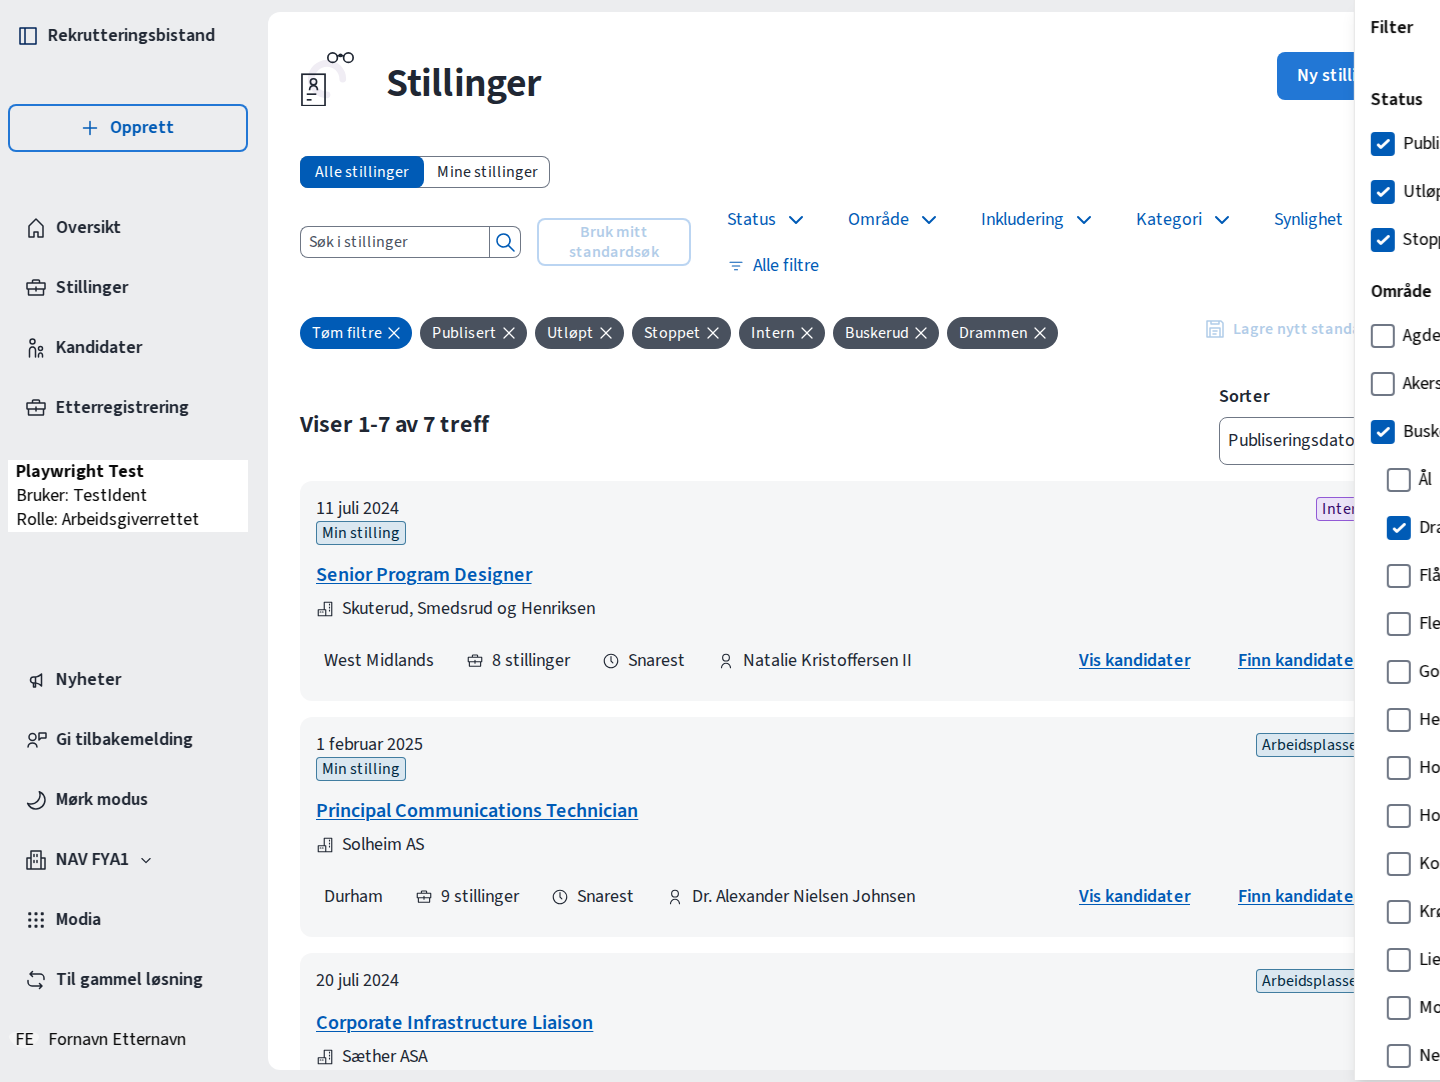 Rekrutteringsbistand
Opprett
Oversikt
Stillinger
Kandidater
Etterregistrering
Playwright Test
Bruker: TestIdent
Rolle: Arbeidsgiverrettet
Nyheter
Gi tilbakemelding
Mørk modus
NAV FYA1
Modia
Til gammel løsning
FE Fornavn Etternavn
Stillinger
Ny stilli
Alle stillinger Mine stillinger
Søk i stillinger
Bruk mitt
standardsøk
Status Område Inkludering Kategori Synlighet
Alle filtre
Tøm filtre Publisert Utløpt Stoppet Intern Buskerud Drammen
Lagre nytt standa
Viser 1-7 av 7 treff
Sorter
Publiseringsdato
11 juli 2024
Inter
Min stilling
Senior Program Designer
Skuterud, Smedsrud og Henriksen
West Midlands 8 stillinger Snarest Natalie Kristoffersen II Vis kandidater Finn kandidate
1 februar 2025
Arbeidsplasse
Min stilling
Principal Communications Technician
Solheim AS
Durham 9 stillinger Snarest Dr. Alexander Nielsen Johnsen Vis kandidater Finn kandidate
20 juli 2024
Arbeidsplasse
Corporate Infrastructure Liaison
Sæther ASA
Filter
Status
Publi
Utløp
Stopp
Område
Agde
Akers
Busk
Ål
Dra
Flå
Fle
Go
He
Ho
Ho
Ko
Krø
Lie
Mo
Ne